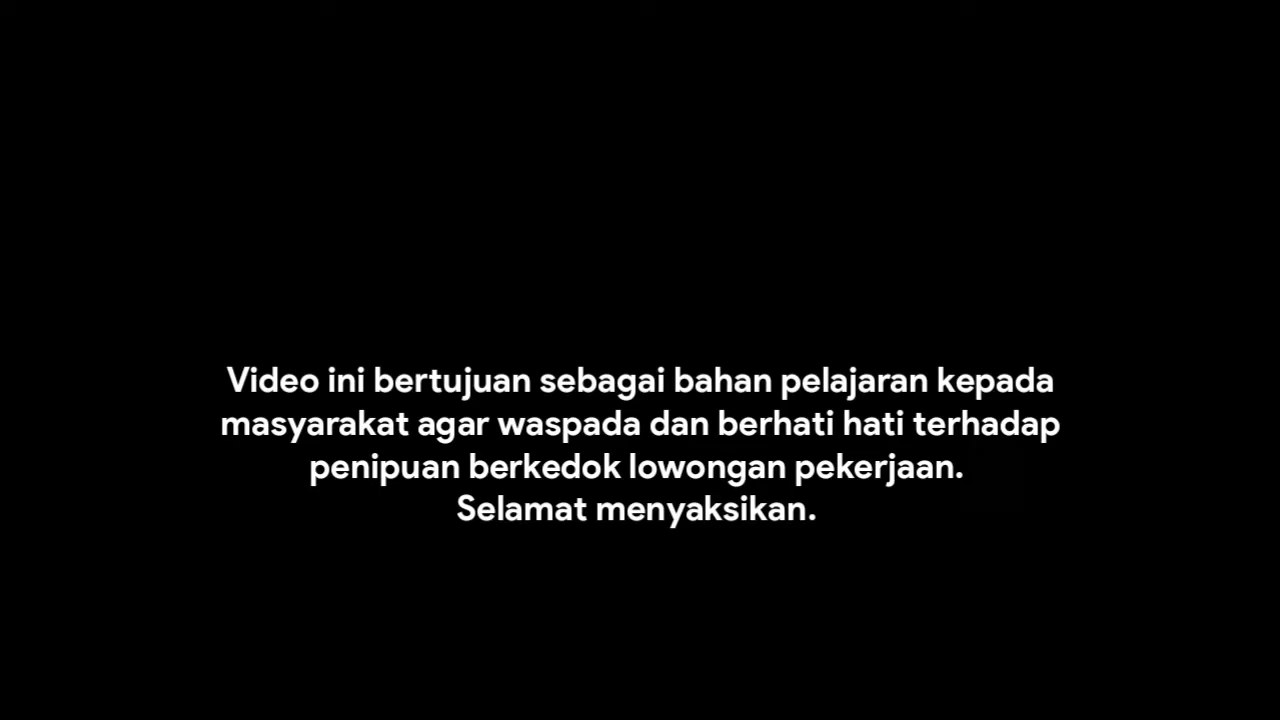 Video ini bertujuan sebagai bahan pelajaran kepada
masyarakat agar waspada dan berhati hati terhadap
penipuan berkedok lowongan pekerjaan.
Selamat menyaksikan.